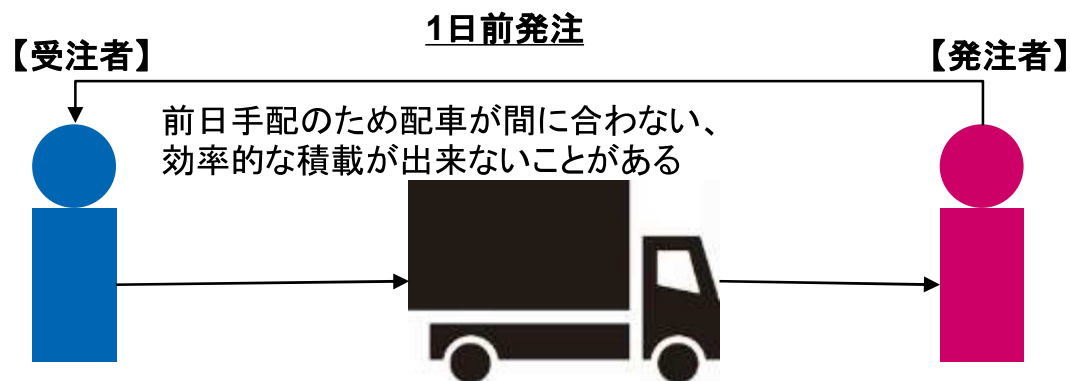 1日前発注
【受注者】
【発注者】
前日手配のため配車が間に合わない、
効率的な積載が出来ないことがある